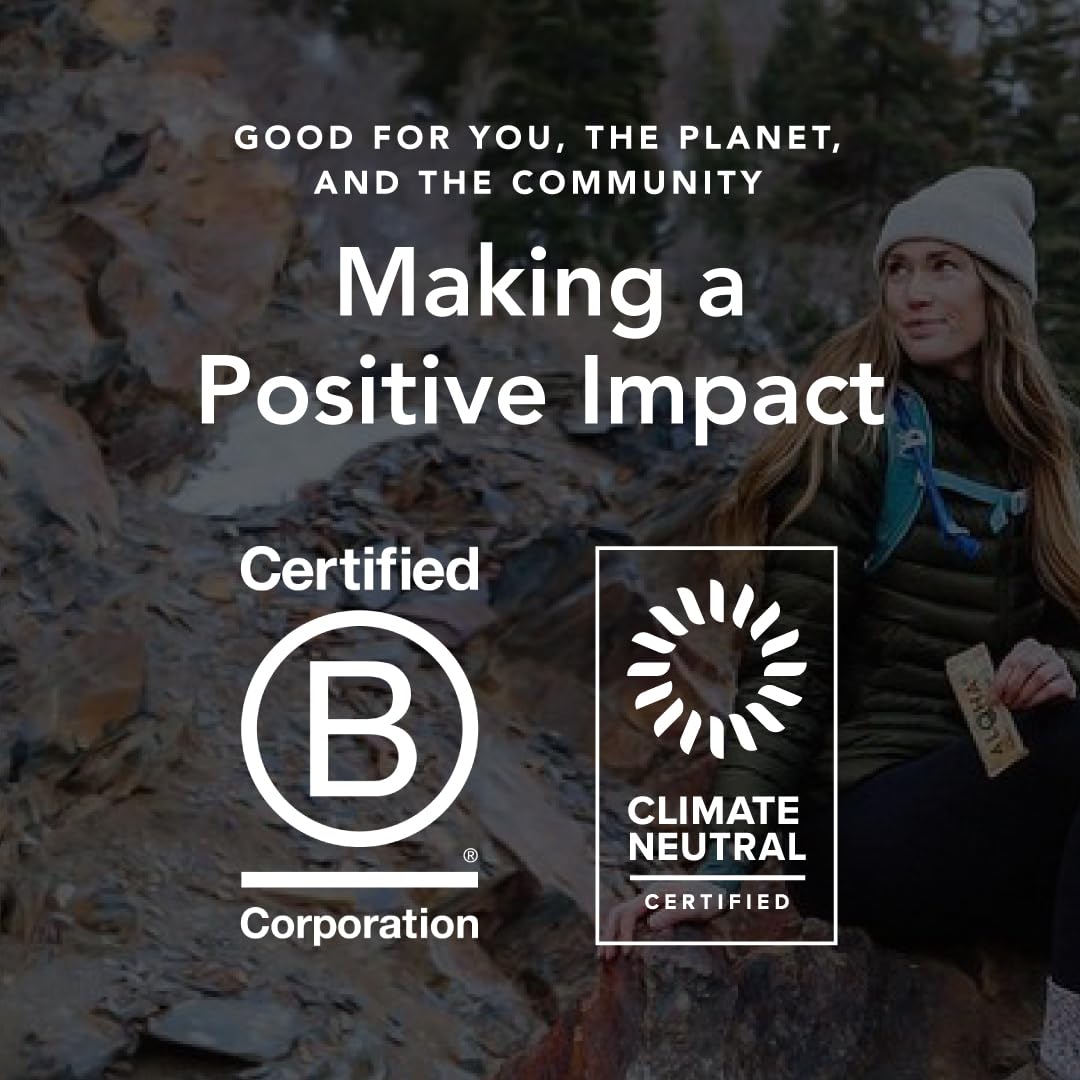 GOOD FOR YOU, THE PLANET,
AND THE COMMUNITY
Making a
Positive Impact
Certified
B
®
Corporation
CLIMATE
NEUTRAL
CERTIFIED
ALOHA